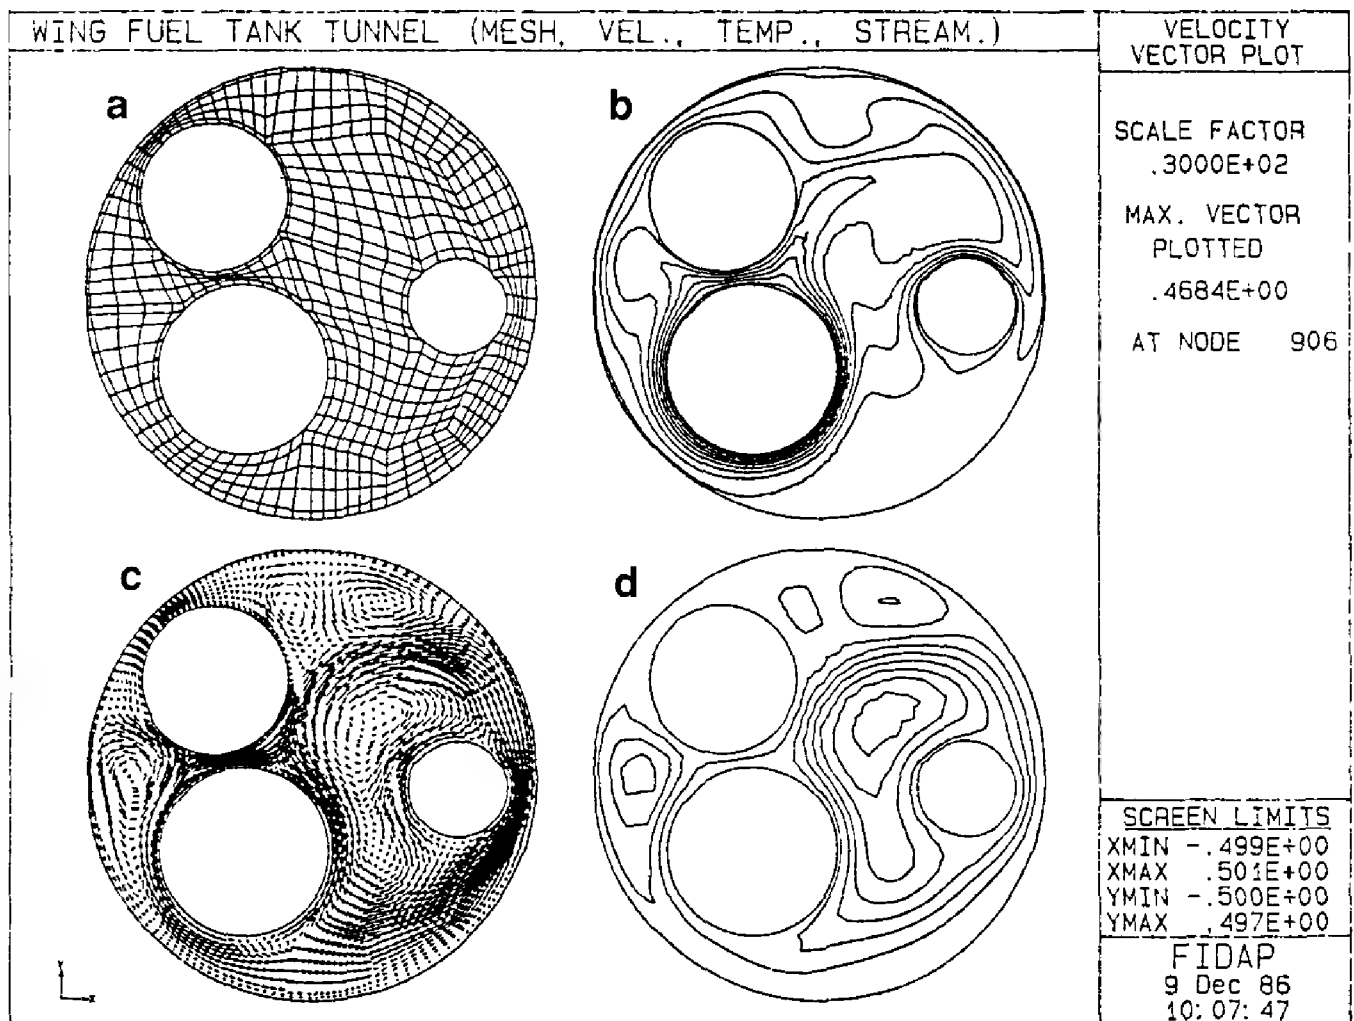 WING FUEL TANK TUNNEL (MESH, VEL., TEMP., STREAM.)
VELOCITY
VECTOR PLOT
a
b
SCALE FACTOR
.3000E+02
MAX. VECTOR
PLOTTED
.4684E+00
AT NODE 906
c
d
SCREEN LIMITS
XMIN -.499E+00
XMAX .501E+00
YMIN -.500E+00
YMAX .497E+00
FIDAP
9 Dec 86
10:07:47
Y
X